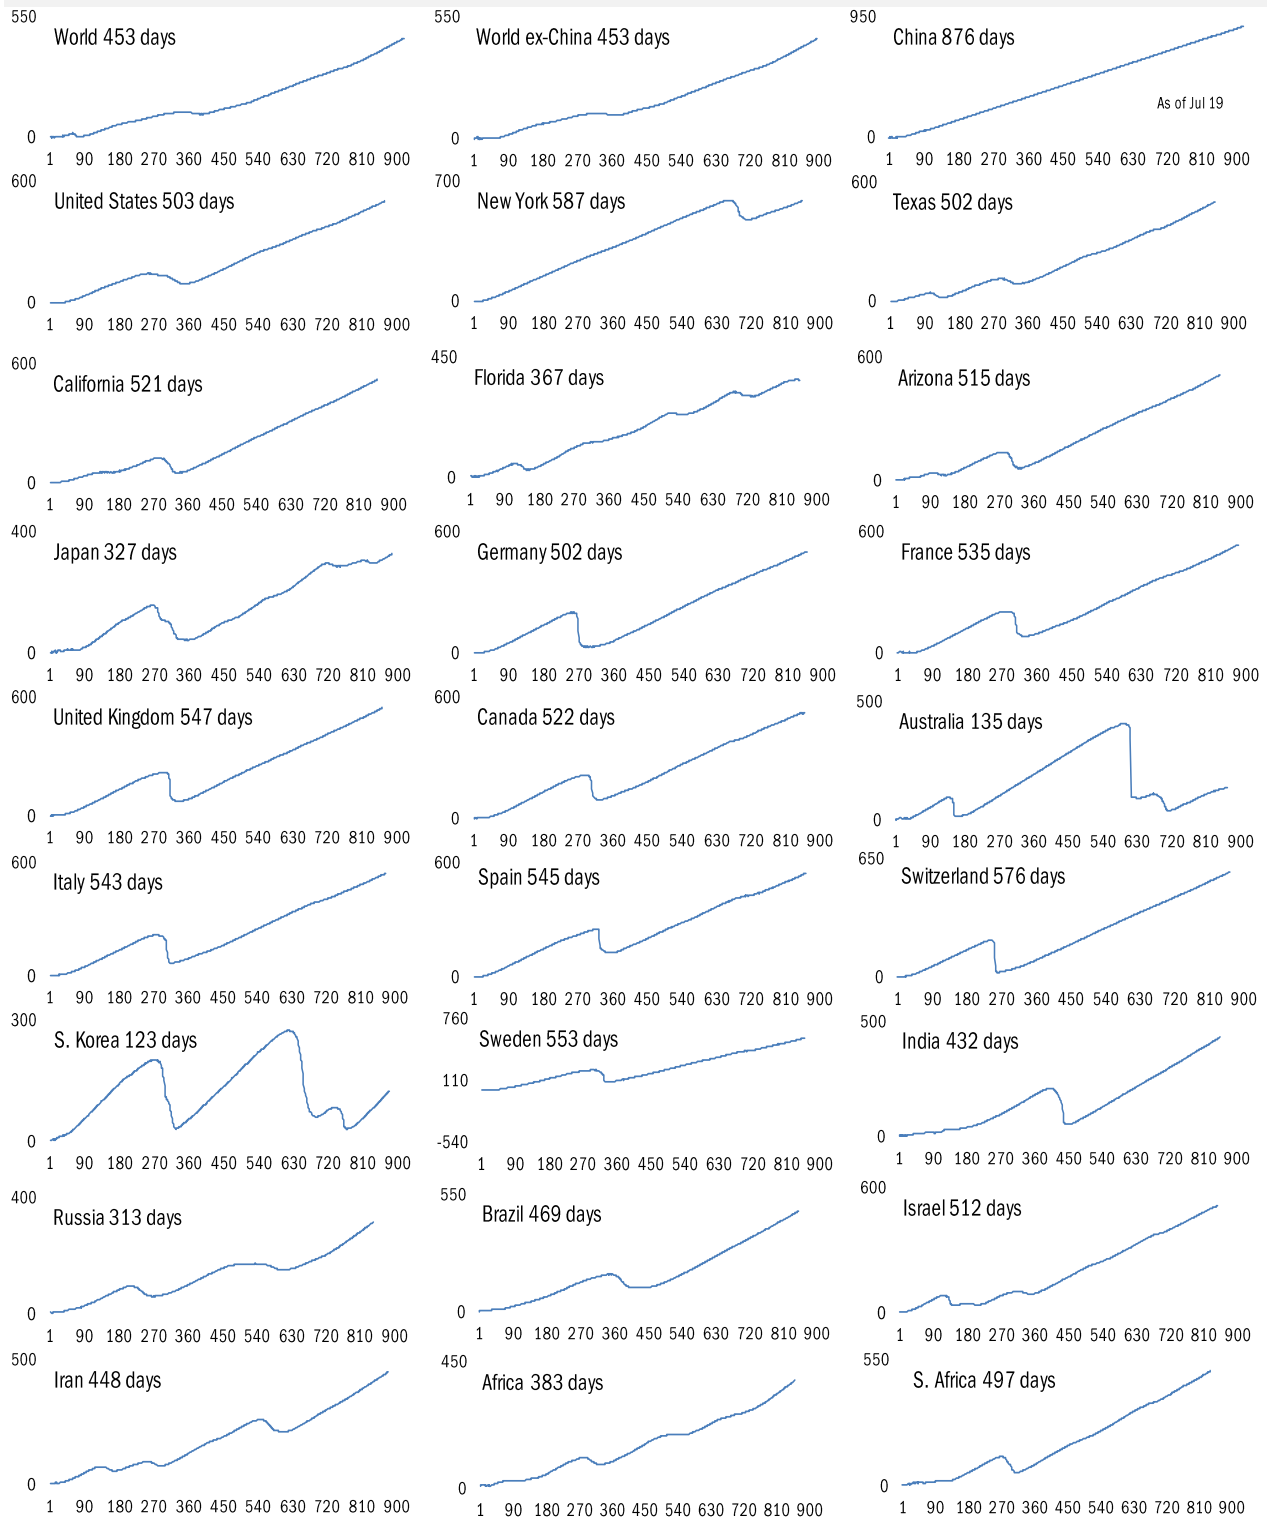 550 550 950
World 453 days World ex-China 453 days China 876 days
As of Jul 19
0 0 0
1 90 180 270 360 450 540 630 720 810 900 1 90 180 270 360 450 540 630 720 810 900 1 90 180 270 360 450 540 630 720 810 900
600 700 600
United States 503 days New York 587 days Texas 502 days
0 0 0
1 90 180 270 360 450 540 630 720 810 900 1 90 180 270 360 450 540 630 720 810 900 1 90 180 270 360 450 540 630 720 810 900
600 450 600
California 521 days Florida 367 days Arizona 515 days
0 0 0
1 90 180 270 360 450 540 630 720 810 900 1 90 180 270 360 450 540 630 720 810 900 1 90 180 270 360 450 540 630 720 810 900
400 600 600
Japan 327 days Germany 502 days France 535 days
0 0 0
1 90 180 270 360 450 540 630 720 810 900 1 90 180 270 360 450 540 630 720 810 900 1 90 180 270 360 450 540 630 720 810 900
600 600 500
United Kingdom 547 days Canada 522 days Australia 135 days
0 0 0
1 90 180 270 360 450 540 630 720 810 900 1 90 180 270 360 450 540 630 720 810 900 1 90 180 270 360 450 540 630 720 810 900
600 600 650
Italy 543 days Spain 545 days Switzerland 576 days
0 0 0
1 90 180 270 360 450 540 630 720 810 900 1 90 180 270 360 450 540 630 720 810 900 1 90 180 270 360 450 540 630 720 810 900
300 760 500
S. Korea 123 days Sweden 553 days India 432 days
110
0 -540 0
1 90 180 270 360 450 540 630 720 810 900 1 90 180 270 360 450 540 630 720 810 900 1 90 180 270 360 450 540 630 720 810 900
400 550 600
Russia 313 days Brazil 469 days Israel 512 days
0 0 0
1 90 180 270 360 450 540 630 720 810 900 1 90 180 270 360 450 540 630 720 810 900 1 90 180 270 360 450 540 630 720 810 900
500 450 550
Iran 448 days Africa 383 days S. Africa 497 days
0 0 0
1 90 180 270 360 450 540 630 720 810 900 1 90 180 270 360 450 540 630 720 810 900 1 90 180 270 360 450 540 630 720 810 900